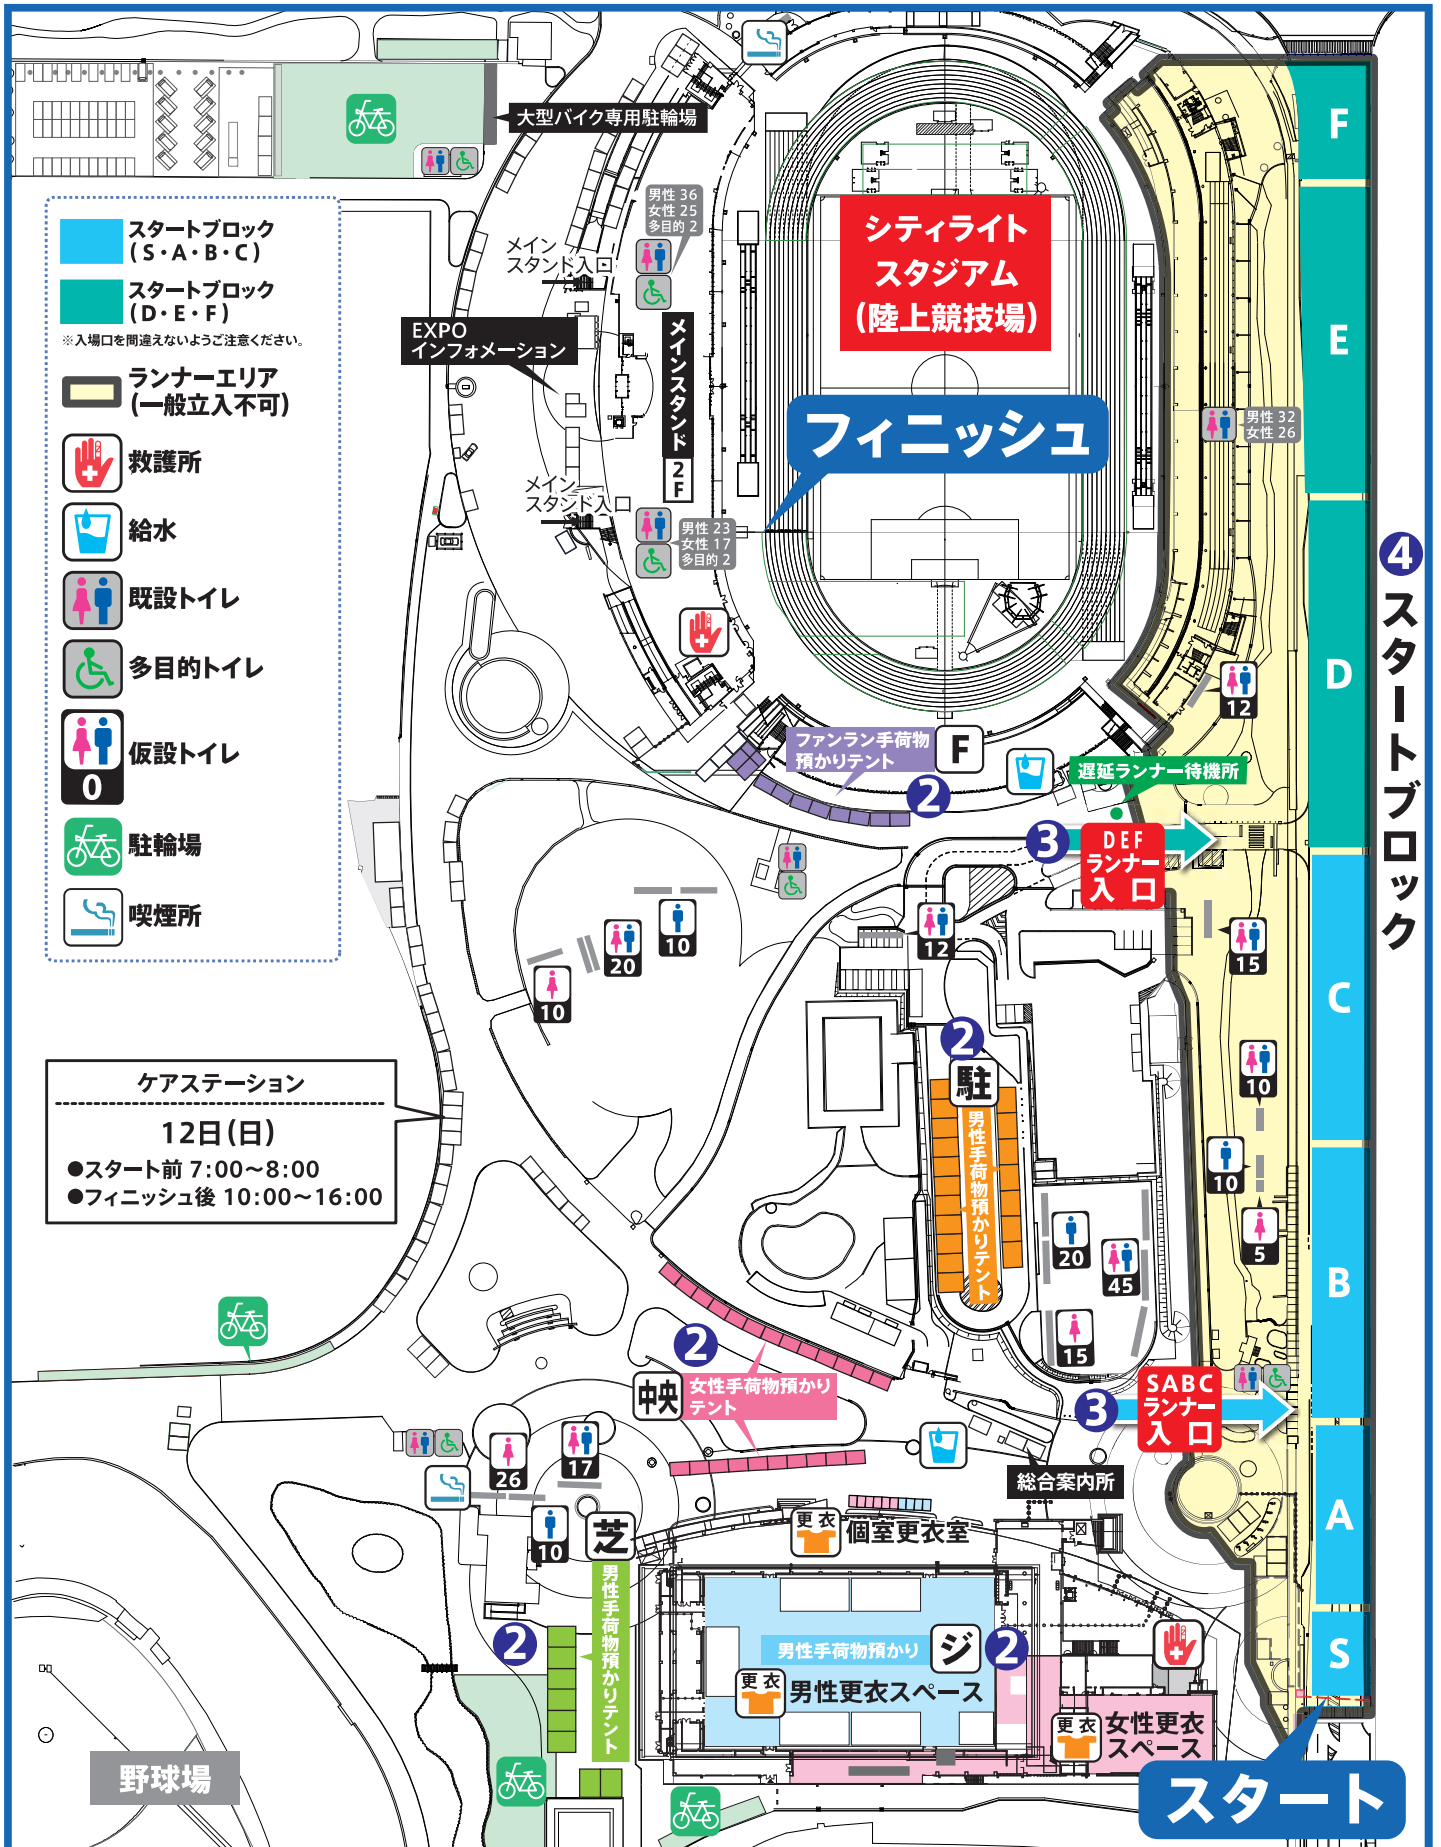 大型バイク専用駐輪場
スタートブロック
(S・A・B・C)
スタートブロック
(D・E・F)
※入場口を間違えないようご注意ください。
ランナーエリア
(一般立入不可)
救護所
給水
既設トイレ
多目的トイレ
0
仮設トイレ
駐輪場
喫煙所
男性 36
女性 25
多目的 2
メイン
スタンド入口
EXPO
インフォメーション
メインスタンド
2F
メイン
スタンド入口
男性 23
女性 17
多目的 2
シティライト
スタジアム
(陸上競技場)
フィニッシュ
男性 32
女性 26
F
E
D
C
B
A
S
4
スタートブロック
12
ファンラン手荷物
預かりテント
F
2
遅延ランナー待機所
3
DEF
ランナー
入口
10
20
10
12
15
2
駐
男性手荷物預かりテント
10
10
5
20
45
15
ケアステーション
12日(日)
●スタート前 7:00〜8:00
●フィニッシュ後 10:00〜16:00
2
中央
女性手荷物預かり
テント
3
SABC
ランナー
入口
総合案内所
26
17
10
芝
男性手荷物預かりテント
2
更衣
個室更衣室
男性手荷物預かり
ジ
2
更衣
男性更衣スペース
更衣
女性更衣
スペース
野球場
スタート